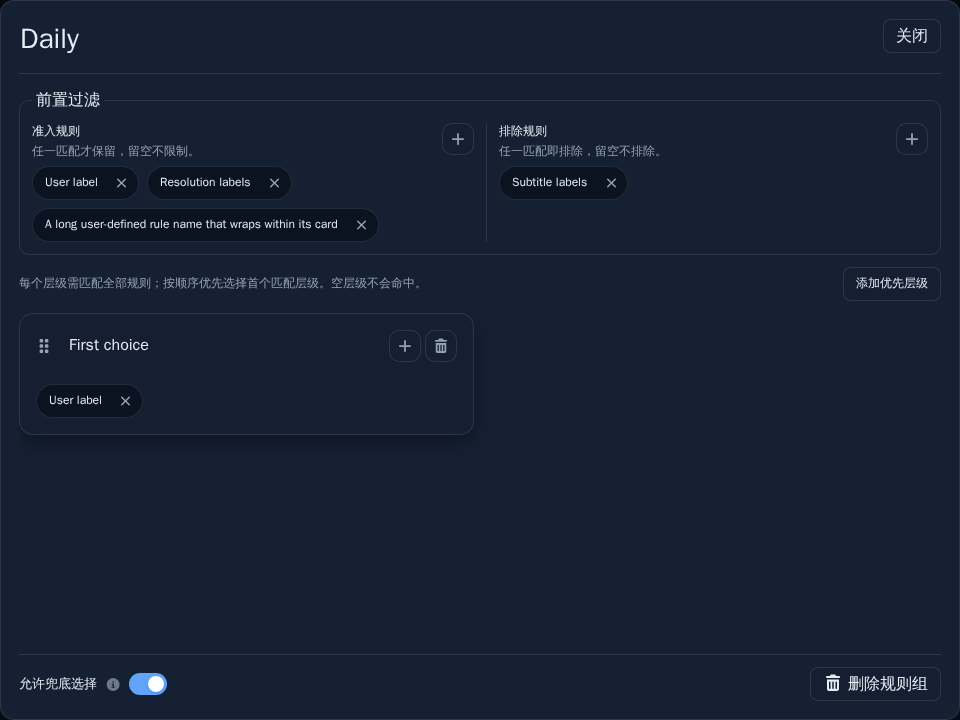 Daily
关闭
前置过滤
准入规则
任一匹配才保留，留空不限制。
User label
Resolution labels
A long user-defined rule name that wraps within its card
排除规则
任一匹配即排除，留空不排除。
Subtitle labels
每个层级需匹配全部规则；按顺序优先选择首个匹配层级。空层级不会命中。
添加优先层级
First choice
User label
允许兜底选择
删除规则组